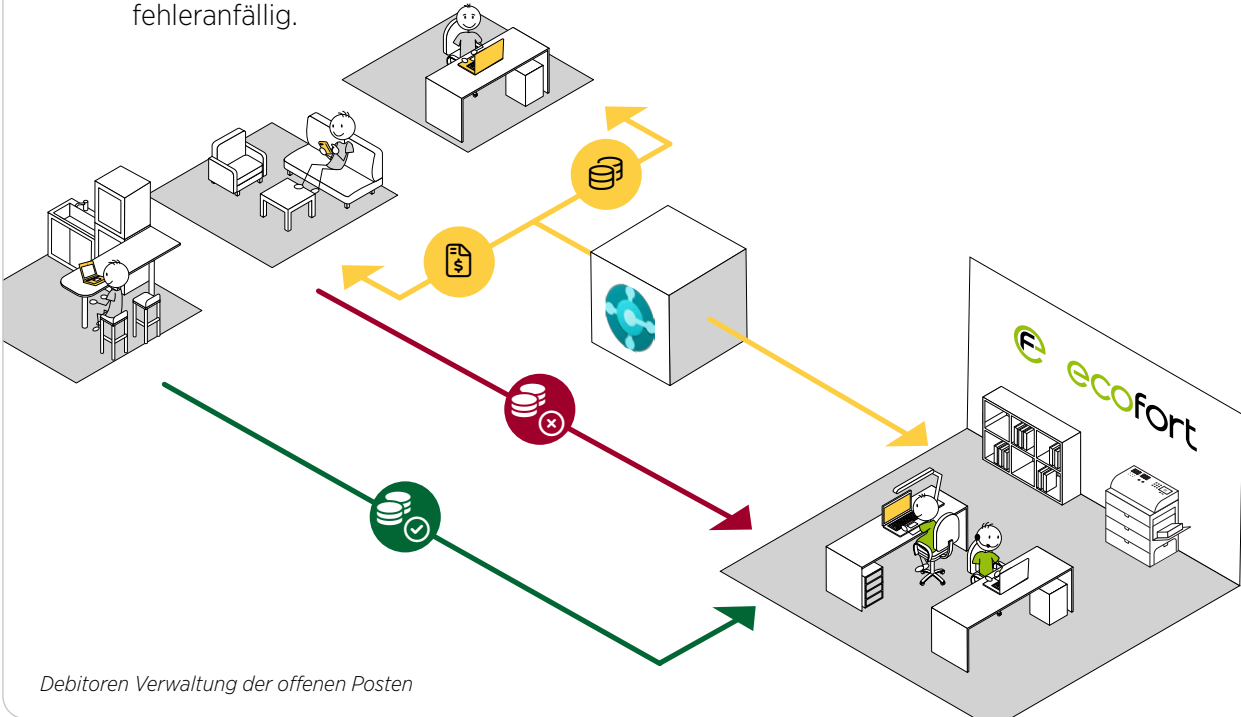 fehleranfällig.
$
ecofort
Debitoren Verwaltung der offenen Posten